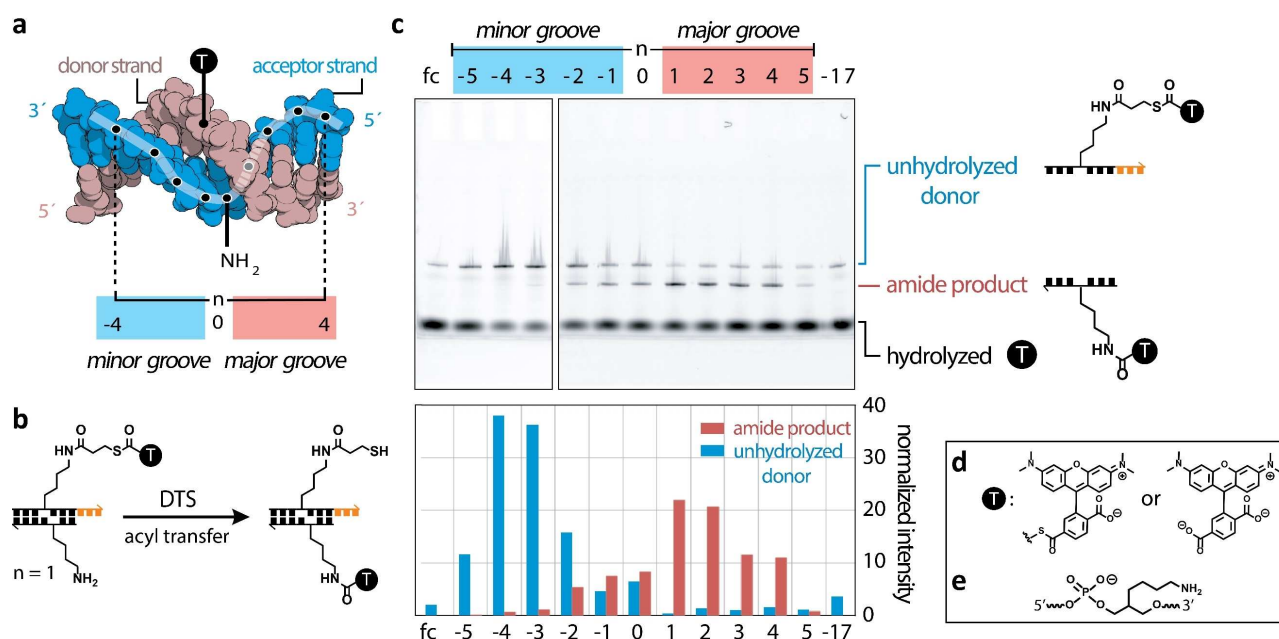 a
donor strand
T
acceptor strand
3´
5´
5´
3´
NH2
n
-4
0
4
minor groove
major groove
b
O
O
HN
S
T
NH2
n = 1
DTS
acyl transfer
O
HN
SH
HN
T
O
c
minor groove
n
major groove
fc
-5
-4
-3
-2
-1
0
1
2
3
4
5
-17
unhydrolyzed
donor
amide product
hydrolyzed T
O
O
HN
S
T
HN
T
O
40
30
20
10
0
normalized intensity
amide product
unhydrolyzed
donor
fc
-5
-4
-3
-2
-1
0
1
2
3
4
5
-17
d
T :
N
O
N
⊕
O
O⊖
S
O
or
N
O
N
⊕
O
O⊖
⊖O
O
e
O
O⊖
P
5′
O
O
NH2
O
3′